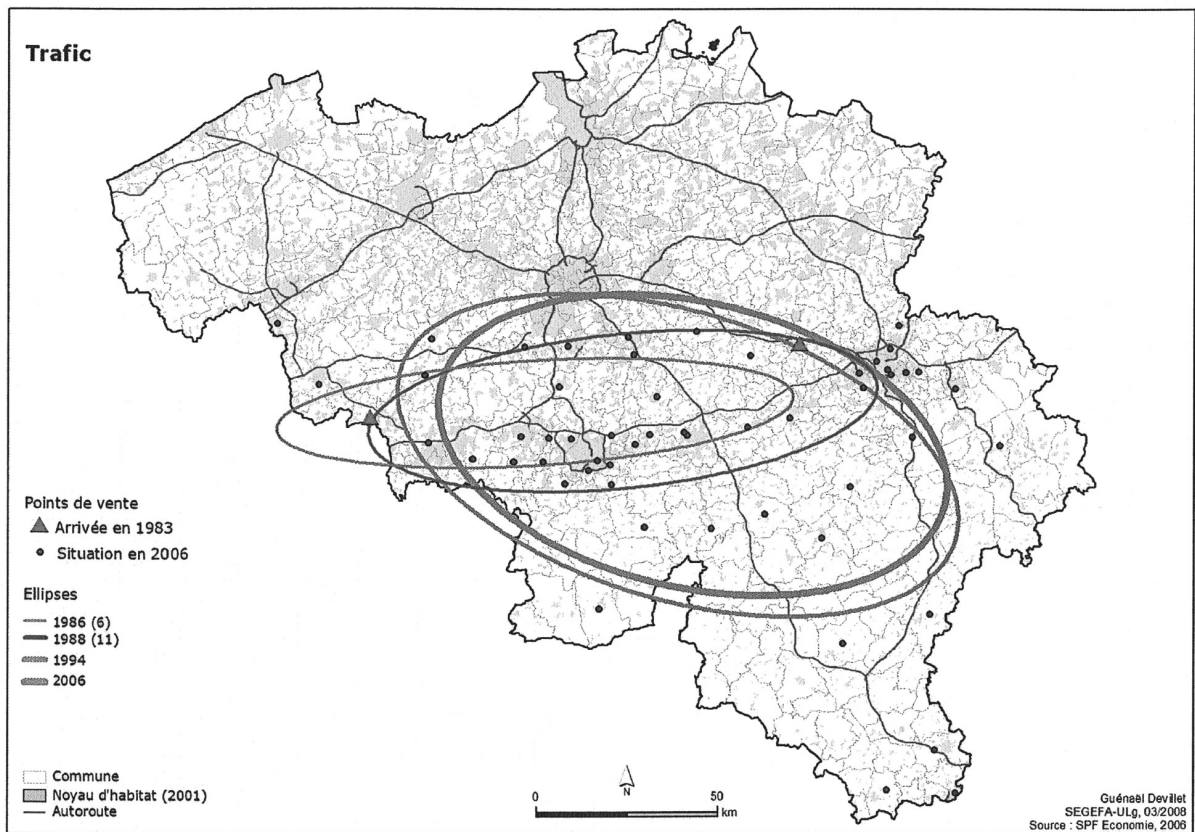 Trafic
Points de vente
Arrivée en 1983
Situation en 2006
Ellipses
1986 (6)
1988 (11)
1994
2006
Commune
Noyau d'habitat (2001)
Autoroute
N
0 50
km
Guénaël Devillet
SEGEFA-ULg, 03/2008
Source : SPF Economie, 2006